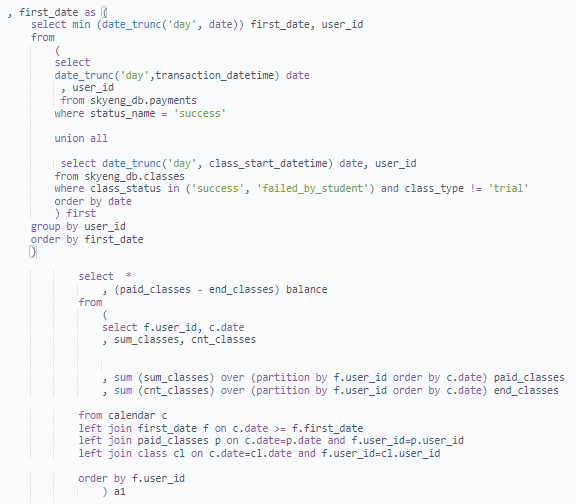 , first_date as (
select min (date_trunc('day', date)) first_date, user_id
from
(
select
date_trunc('day',transaction_datetime) date
, user_id
from skyeng_db.payments
where status_name = 'success'
union all
select date_trunc('day', class_start_datetime) date, user_id
from skyeng_db.classes
where class_status in ('success', 'failed_by_student') and class_type != 'trial'
order by date
) first
group by user_id
order by first_date
)
select  *
, (paid_classes - end_classes) balance
from
(
select f.user_id, c.date
, sum_classes, cnt_classes
, sum (sum_classes) over (partition by f.user_id order by c.date) paid_classes
, sum (cnt_classes) over (partition by f.user_id order by c.date) end_classes
from calendar c
left join first_date f on c.date >= f.first_date
left join paid_classes p on c.date=p.date and f.user_id=p.user_id
left join class cl on c.date=cl.date and f.user_id=cl.user_id
order by f.user_id
) a1